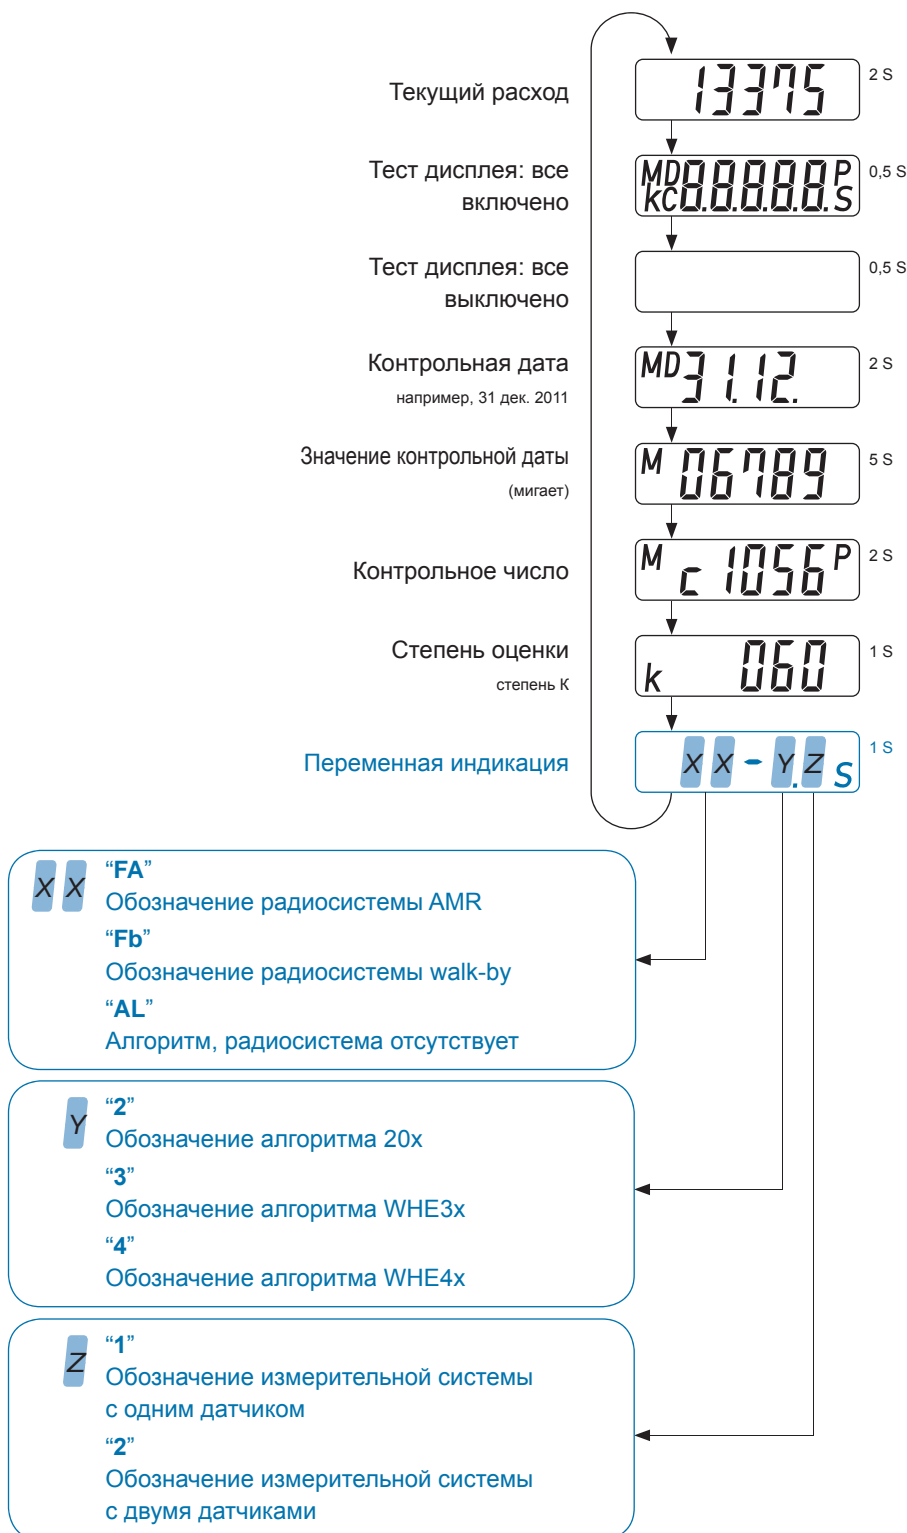 Текущий расход
13375
2 S
Тест дисплея: все
включено
MD
kC
8.8.8.8.8.
P
S
0,5 S
Тест дисплея: все
выключено
0,5 S
Контрольная дата
например, 31 дек. 2011
MD 31.12.
2 S
Значение контрольной даты
(мигает)
M 06789
5 S
Контрольное число
M c 1056 P
2 S
Степень оценки
степень К
k 060
1 S
Переменная индикация
X X - Y.Z S
1 S
X X
“FA”
Обозначение радиосистемы AMR
“Fb”
Обозначение радиосистемы walk-by
“AL”
Алгоритм, радиосистема отсутствует
Y
“2”
Обозначение алгоритма 20x
“3”
Обозначение алгоритма WHE3x
“4”
Обозначение алгоритма WHE4x
Z
“1”
Обозначение измерительной системы
с одним датчиком
“2”
Обозначение измерительной системы
с двумя датчиками